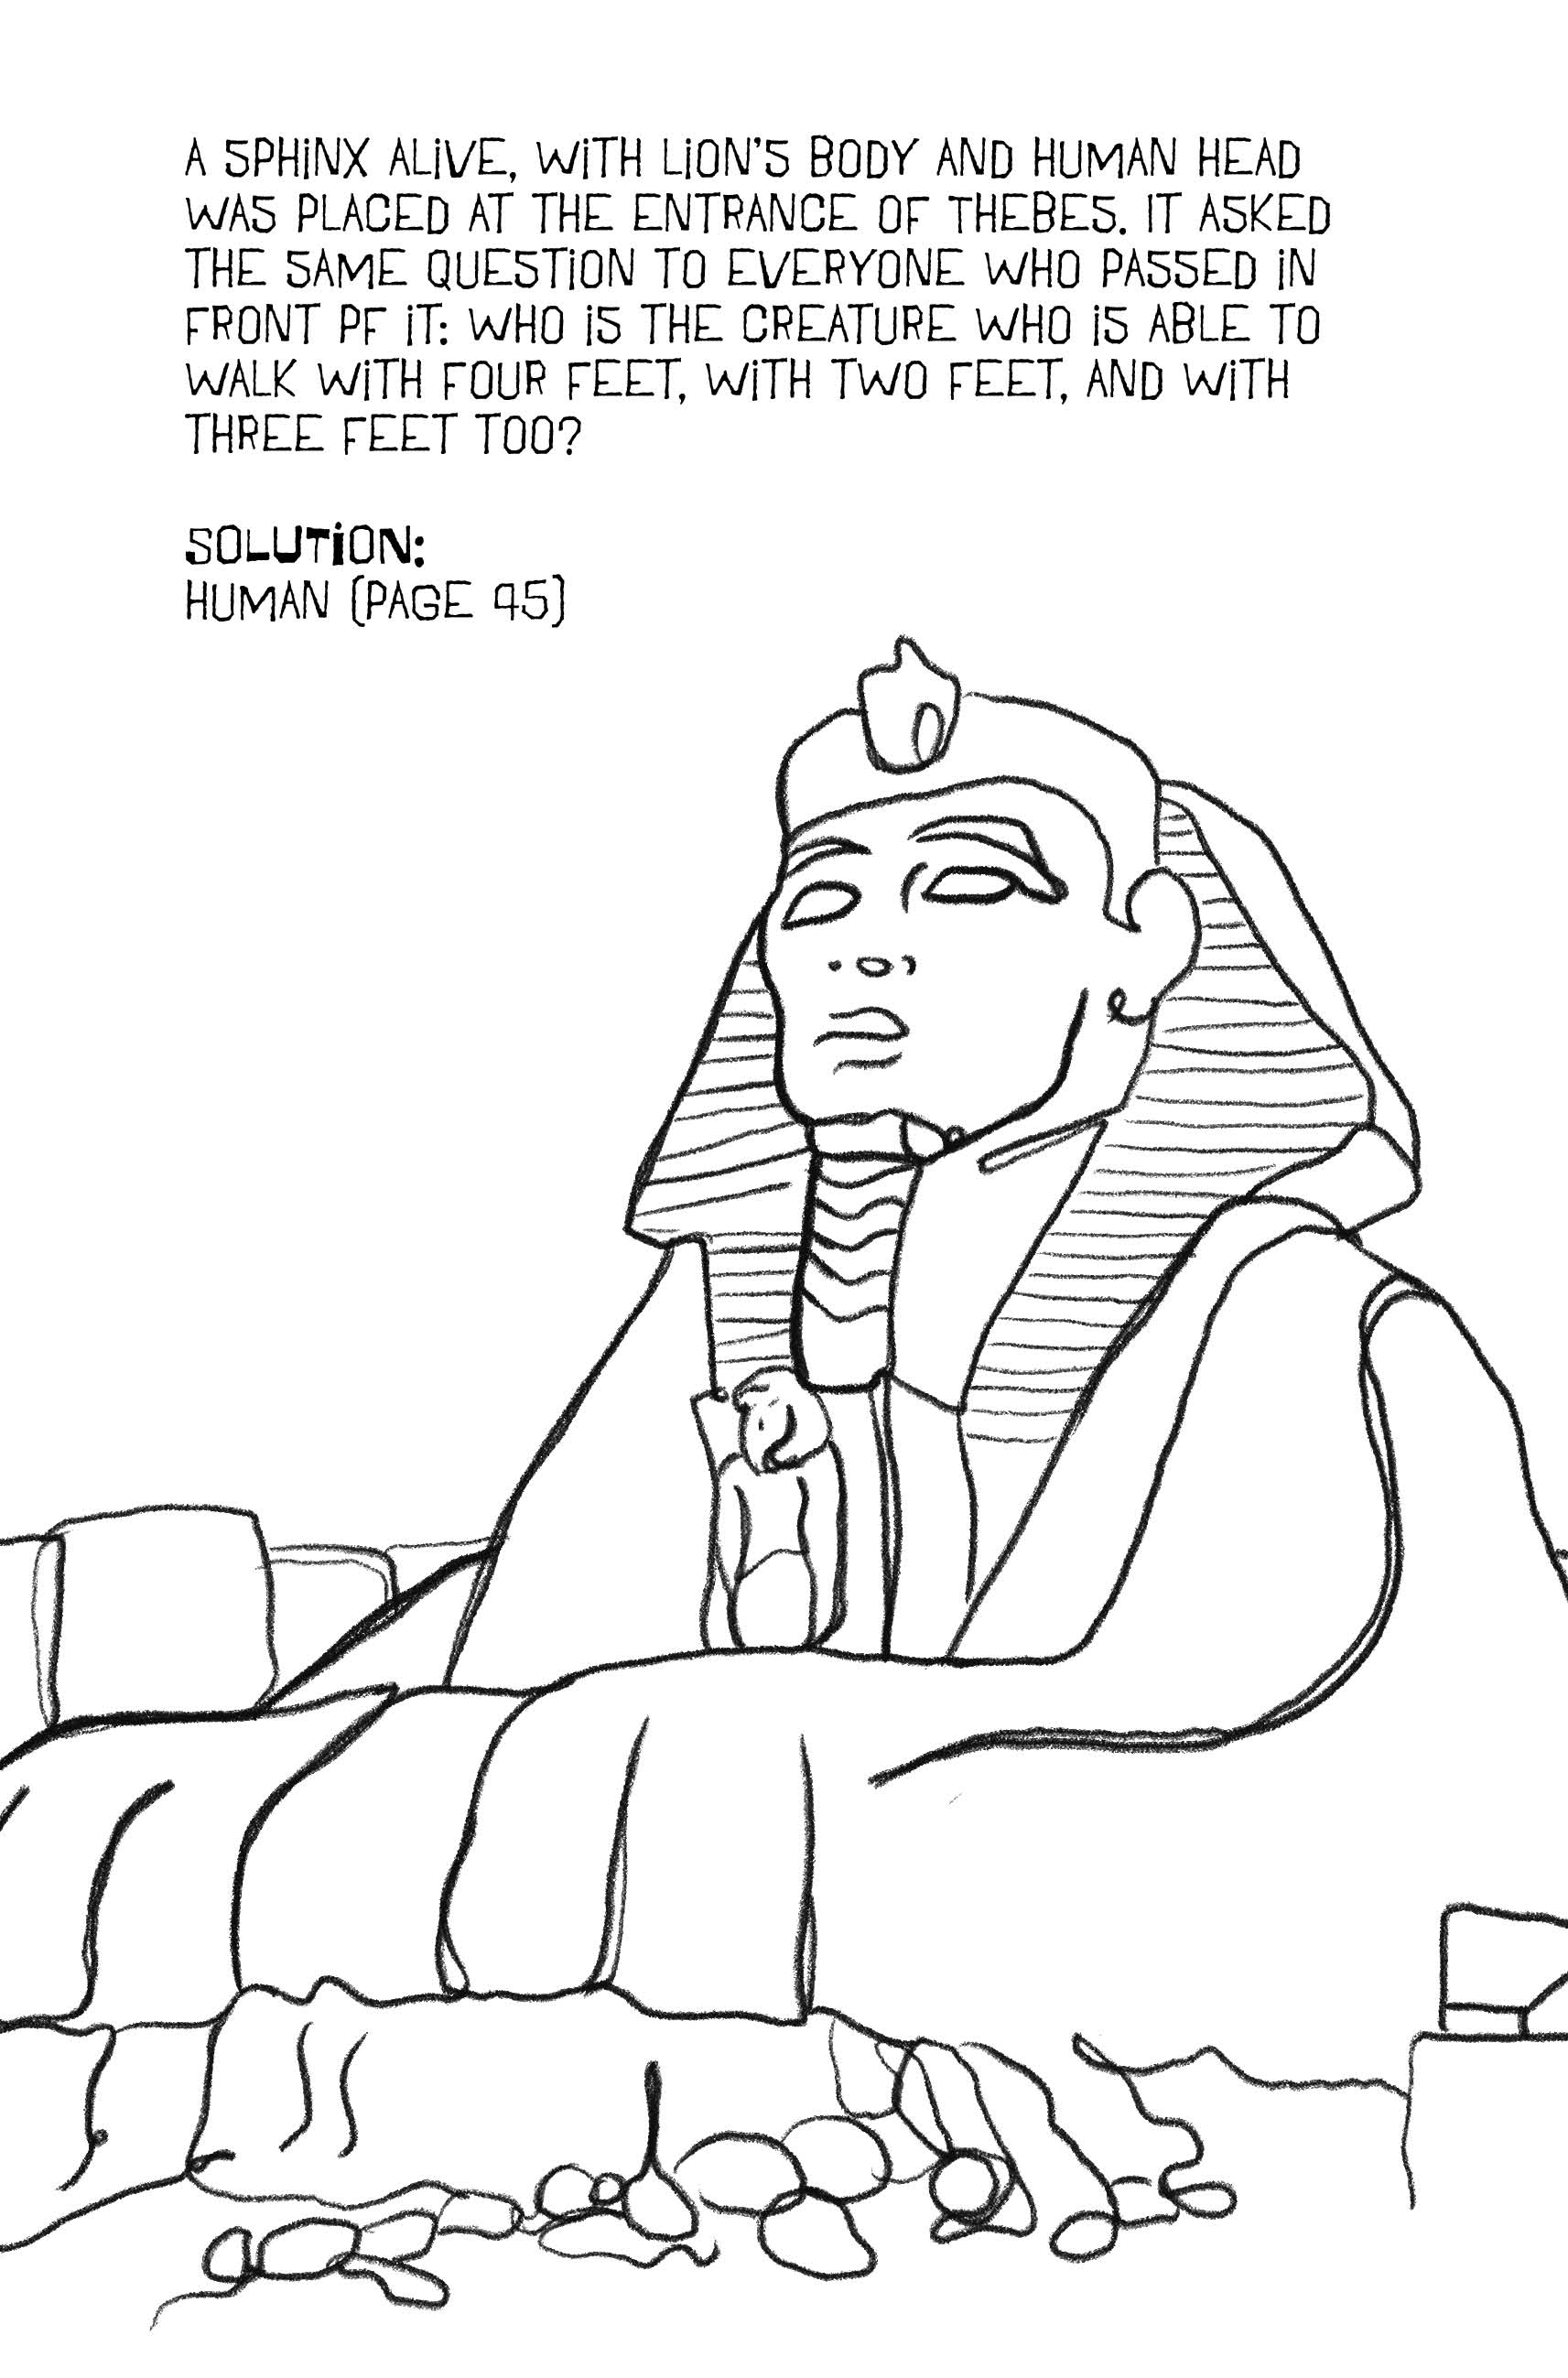 A SPHiNX ALiVE, WiTH LiON'S BODY AND HUMAN HEAD
WAS PLACED AT THE ENTRANCE OF THEBES. IT ASKED
THE SAME QUESTiON TO EVERYONE WHO PASSED iN
FRONT PF iT: WHO iS THE CREATURE WHO iS ABLE TO
WALK WiTH FOUR FEET, WiTH TWO FEET, AND WiTH
THREE FEET TOO?
SOLUTiON:
HUMAN (PAGE 95)